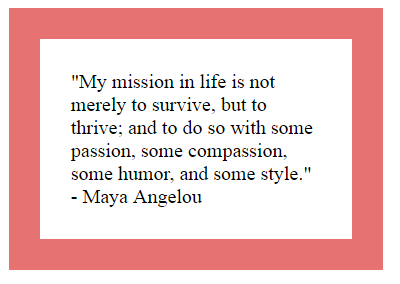 "My mission in life is not
merely to survive, but to
thrive; and to do so with some
passion, some compassion,
some humor, and some style."
- Maya Angelou